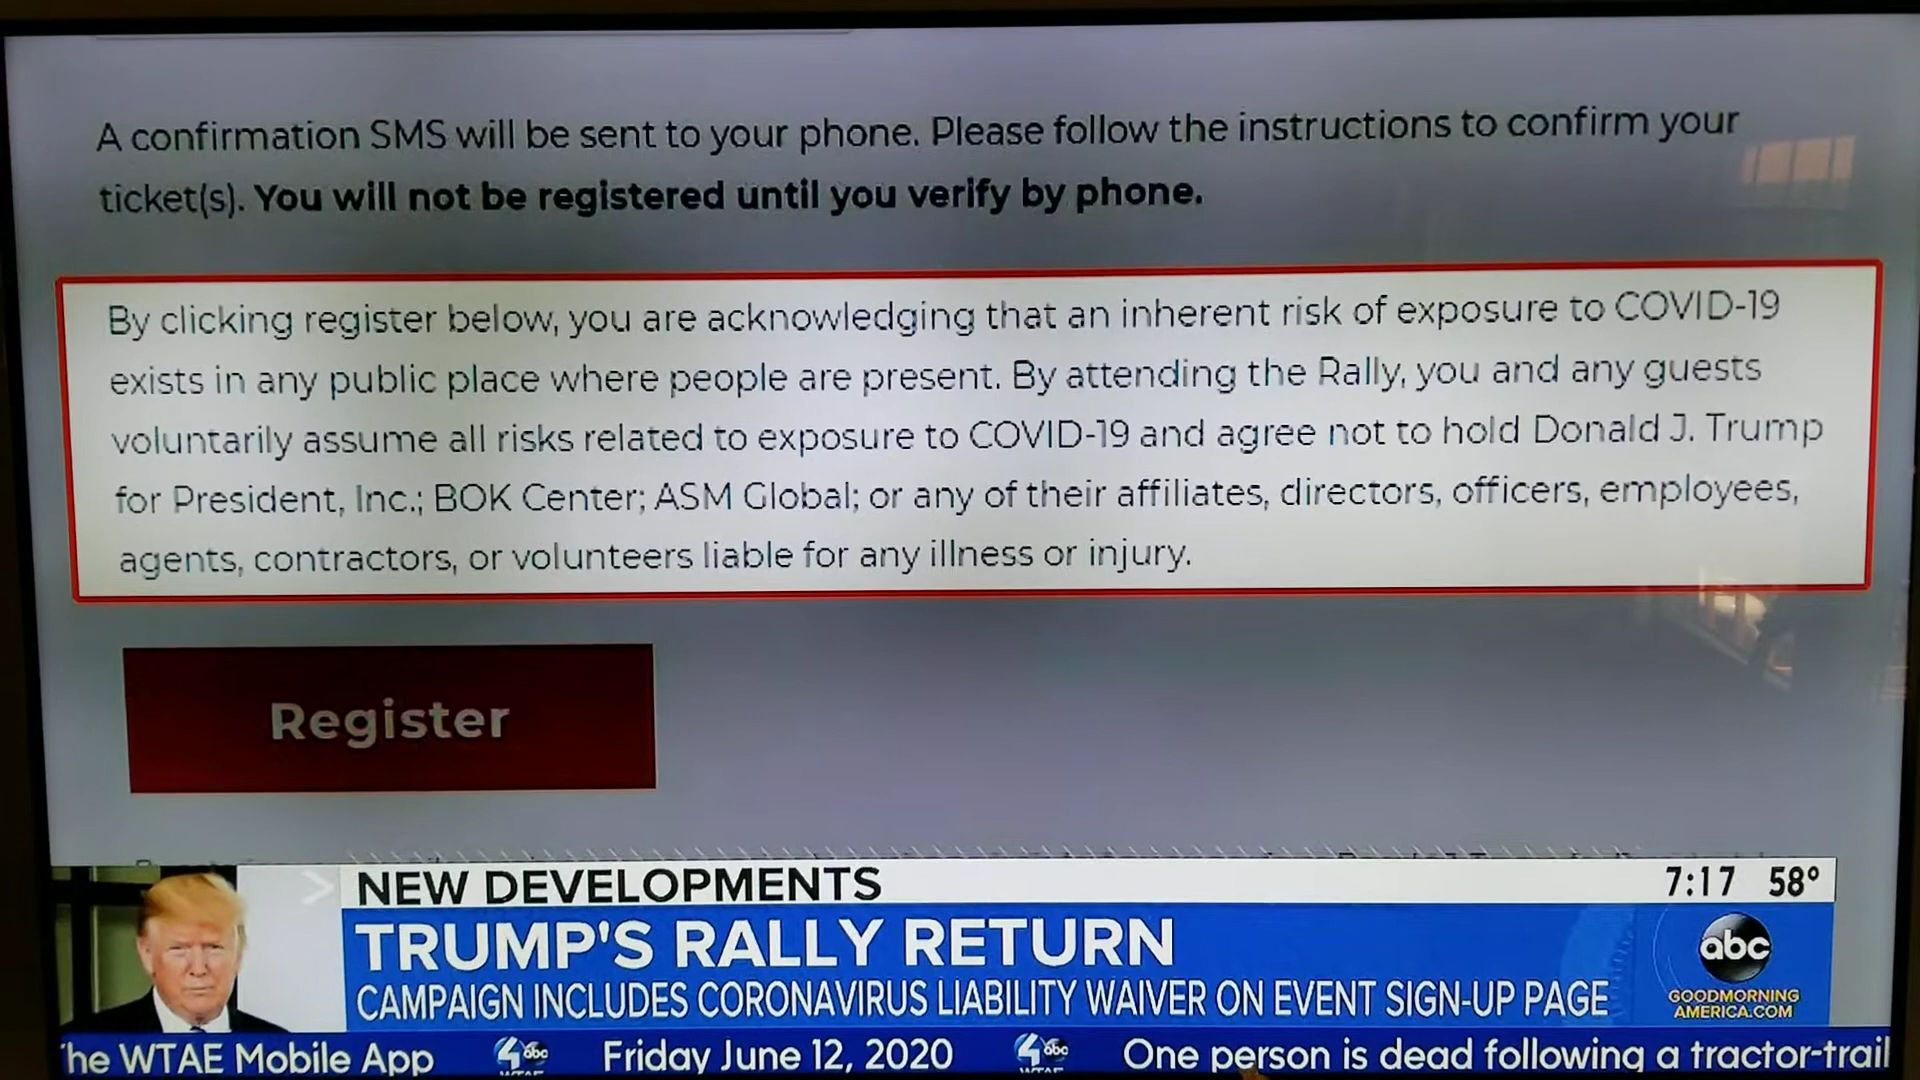 A confirmation SMS will be sent to your phone. Please follow the instructions to confirm your
ticket(s). You will not be registered until you verify by phone.
By clicking register below, you are acknowledging that an inherent risk of exposure to COVID-19
exists in any public place where people are present. By attending the Rally, you and any guests
voluntarily assume all risks related to exposure to COVID-19 and agree not to hold Donald J. Trump
for President, Inc.; BOK Center; ASM Global; or any of their affiliates, directors, officers, employees,
agents, contractors, or volunteers liable for any illness or injury.
Register
NEW DEVELOPMENTS 7:17 58°
TRUMP'S RALLY RETURN
CAMPAIGN INCLUDES CORONAVIRUS LIABILITY WAIVER ON EVENT SIGN-UP PAGE
abc
GOODMORNING
AMERICA.COM
he WTAE Mobile App 4 abc WTAE Friday June 12, 2020 4 abc WTAE One person is dead following a tractor-trail